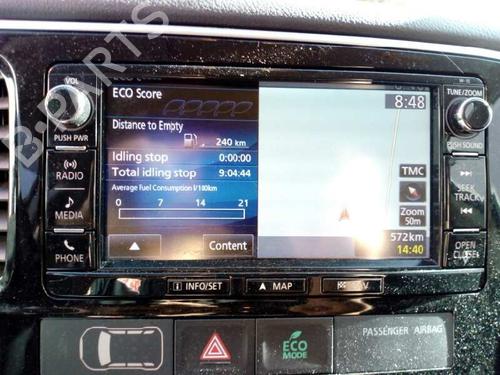 B-PARTS
VOL
PUSH PWR
RADIO
MEDIA
PHONE
ECO Score
Distance to Empty
240 km
Idling stop 0:00:00
Total idling stop 9:04:44
Average Fuel Consumption l/100km
0 7 14 21
▲ Content
8:48
TMC
Zoom
50m
572km
14:40
TUNE/ZOOM
PUSH SOUND
SEEK
TRACK
OPEN
CLOSE
INFO/SET
MAP
ECO
MODE
PASSENGER AIRBAG